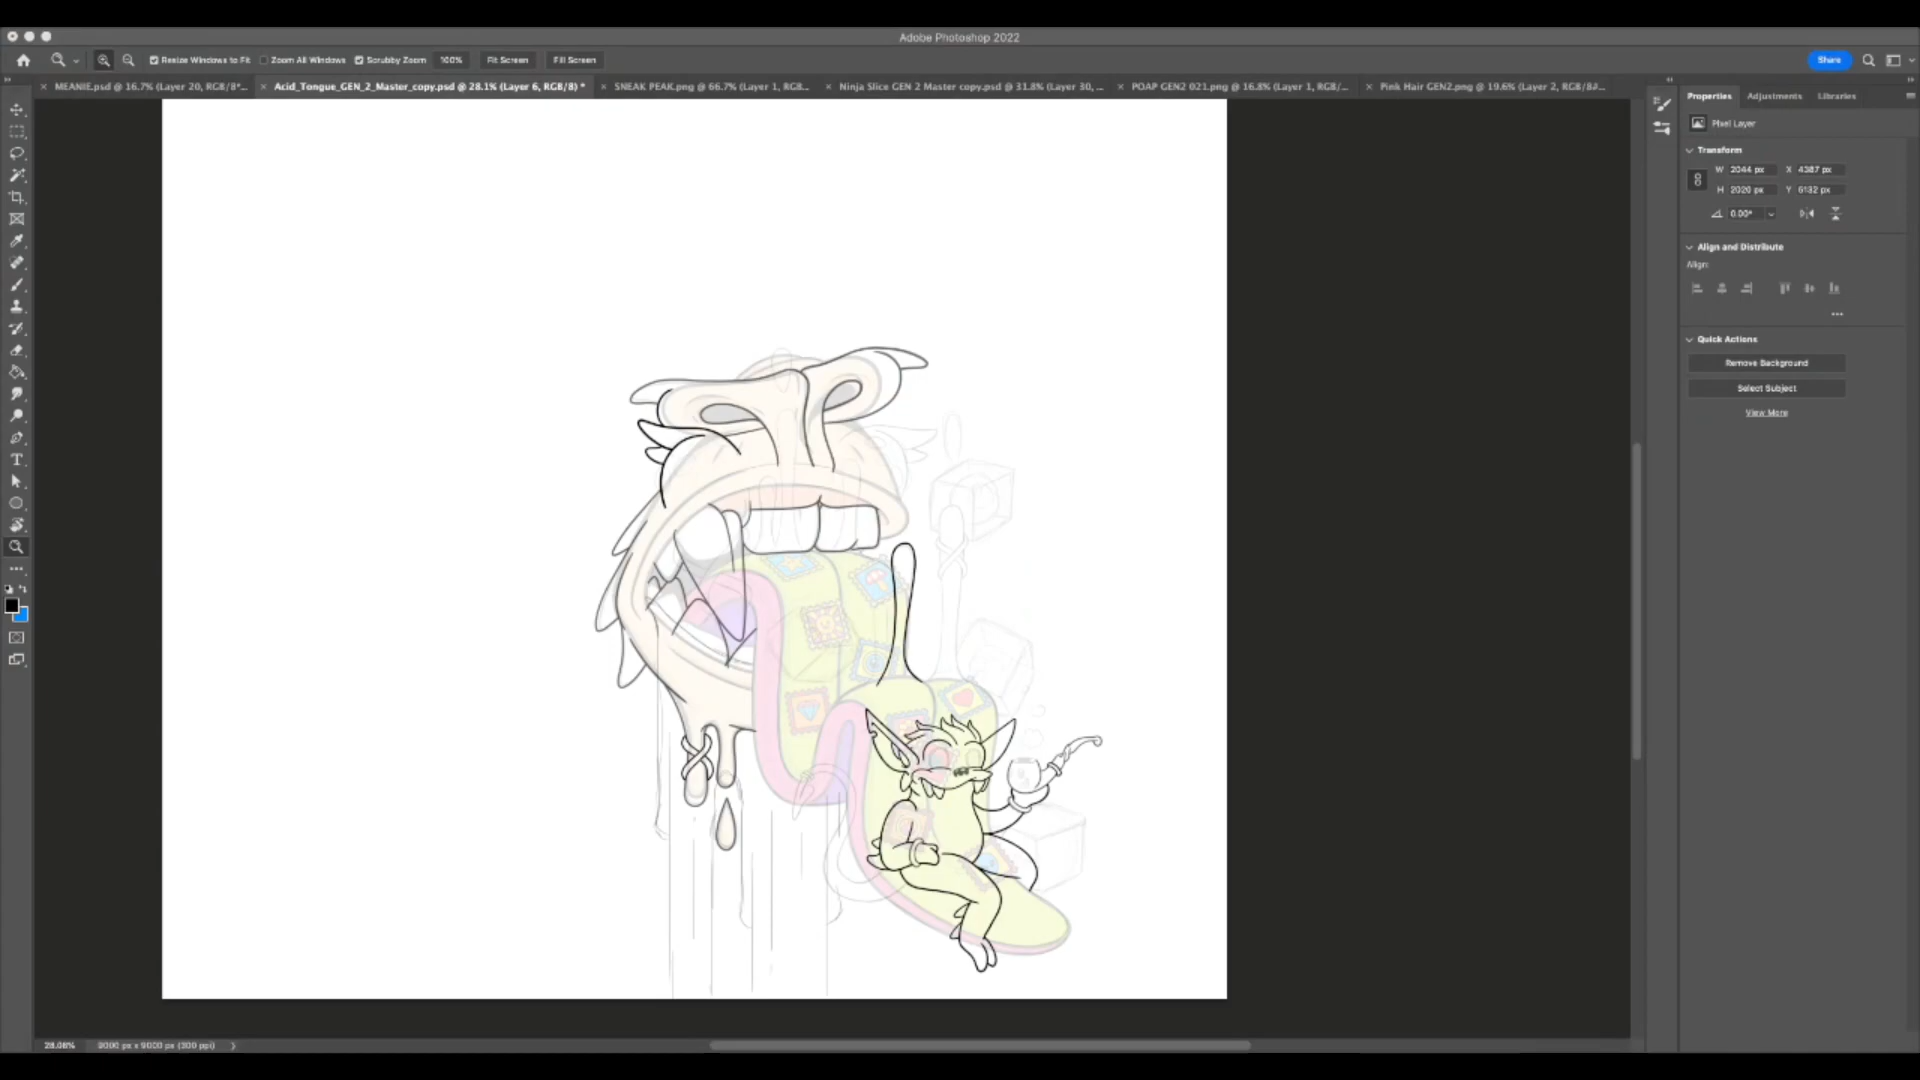 Adobe Photoshop 2022
Resize Windows to Fit Zoom All Windows Scrubby Zoom 100% Fit Screen Fill Screen Share
MEANIE.psd @ 16.7% (Layer 20, RGB/8*... Acid_Tongue_GEN_2_Master_copy.psd @ 28.1% (Layer 6, RGB/8) * SNEAK PEAK.png @ 66.7% (Layer 1, RGB... Ninja Slice GEN 2 Master copy.psd @ 31.8% (Layer 30, ... POAP GEN2 021.png @ 16.8% (Layer 1, RGB/... Pink Hair GEN2.png @ 19.6% (Layer 2, RGB/8#...
Properties Adjustments Libraries
Pixel Layer
Transform
W 2044 px X 4387 px
H 2020 px Y 6132 px
0.00°
Align and Distribute
Align:
Quick Actions
Remove Background
Select Subject
View More
28.08% 9000 px x 9000 px (300 ppi)